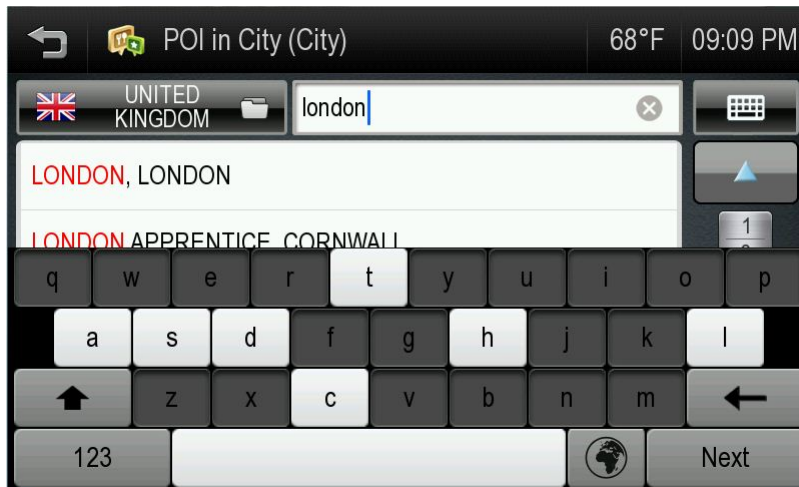 POI in City (City) 68°F 09:09 PM
UNITED
KINGDOM
london
LONDON, LONDON
LONDON APPRENTICE, CORNWALL
1
q w e r t y u i o p
a s d f g h j k l
z x c v b n m
123 Next